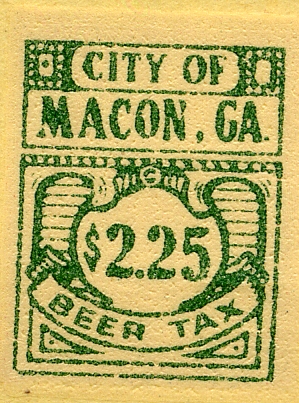 CITY OF
MACON, GA.
$2.25
BEER TAX